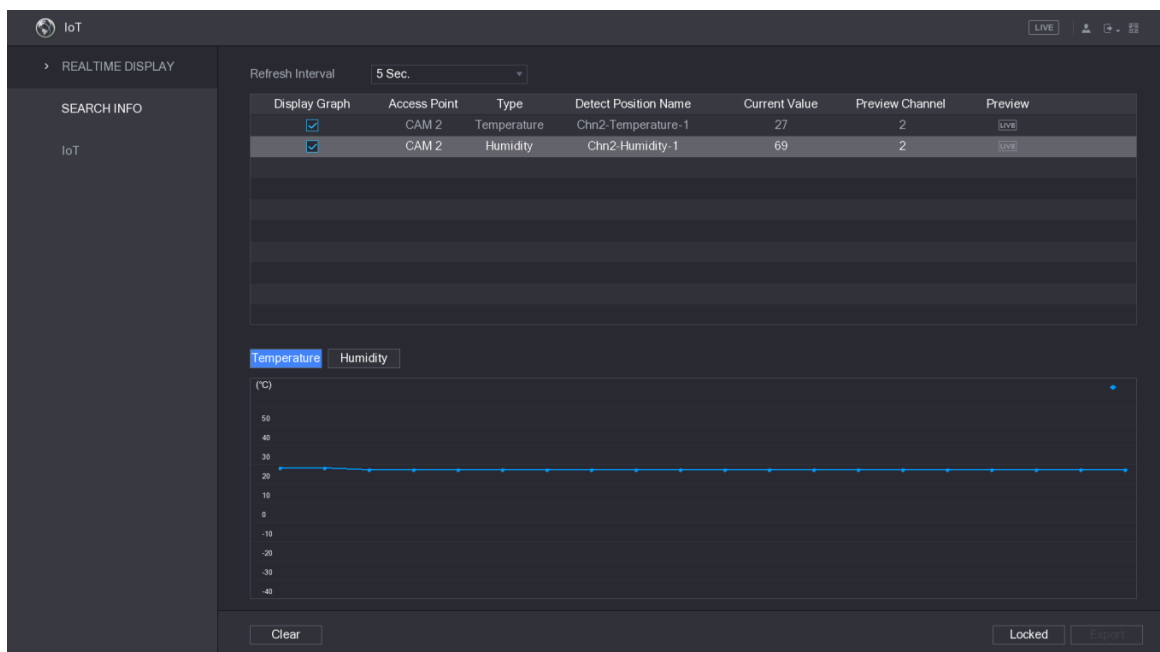 IoT LIVE
REALTIME DISPLAY
SEARCH INFO
IoT
Refresh Interval 5 Sec.
Display Graph Access Point Type Detect Position Name Current Value Preview Channel Preview
CAM 2 Temperature Chn2-Temperature-1 27 2 LIVE
CAM 2 Humidity Chn2-Humidity-1 69 2 LIVE
Temperature Humidity
(°C)
50
40
30
20
10
0
-10
-20
-30
-40
Clear Locked Export